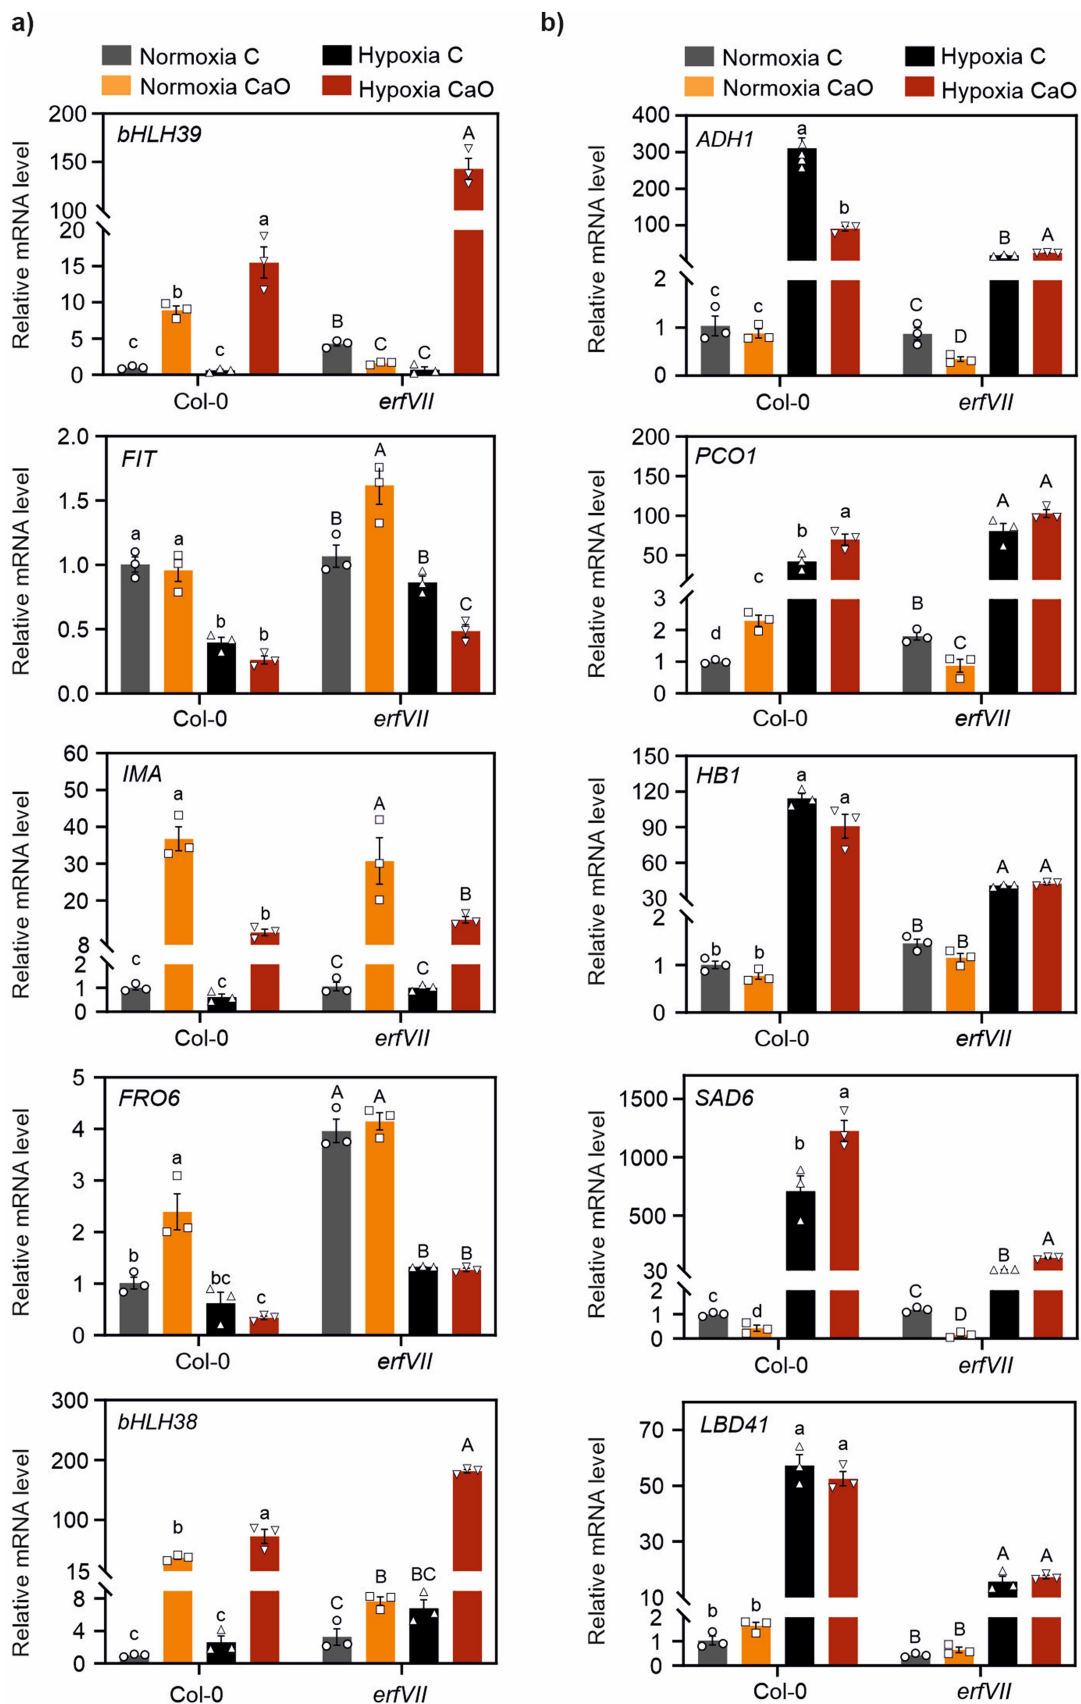 a)
Normoxia C
Hypoxia C
Normoxia CaO
Hypoxia CaO
Relative mRNA level
bHLH39
200
150
100
20
15
10
5
0
c
b
c
a
B
C
C
A
Col-0
erfVII
Relative mRNA level
FIT
2.0
1.5
1.0
0.5
0.0
a
a
b
b
B
A
B
C
Col-0
erfVII
Relative mRNA level
IMA
60
50
40
30
20
8
2
1
0
c
a
c
b
C
A
C
B
Col-0
erfVII
Relative mRNA level
FRO6
5
4
3
2
1
0
b
a
bc
c
A
A
B
B
Col-0
erfVII
Relative mRNA level
bHLH38
300
200
100
15
8
4
0
c
b
c
a
C
B
BC
A
Col-0
erfVII
b)
Normoxia C
Hypoxia C
Normoxia CaO
Hypoxia CaO
Relative mRNA level
ADH1
400
300
200
100
2
1
0
c
c
a
b
C
D
B
A
Col-0
erfVII
Relative mRNA level
PCO1
200
150
100
50
3
2
1
0
d
c
b
a
B
C
A
A
Col-0
erfVII
Relative mRNA level
HB1
150
120
90
60
30
2
1
0
b
b
a
a
B
B
A
A
Col-0
erfVII
Relative mRNA level
SAD6
1500
1000
500
30
2
1
0
c
d
b
a
C
D
B
A
Col-0
erfVII
Relative mRNA level
LBD41
70
50
30
10
2
1
0
b
b
a
a
B
B
A
A
Col-0
erfVII